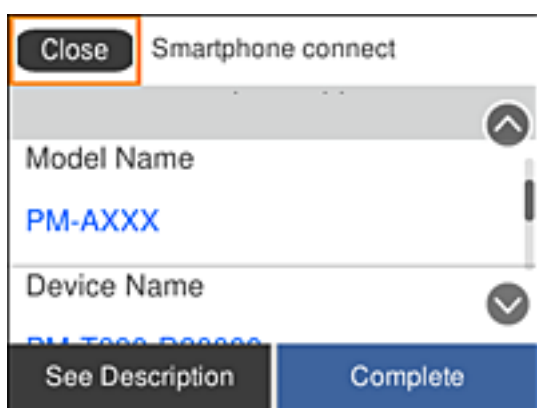 Close Smartphone connect
Model Name
PM-AXXX
Device Name
See Description Complete